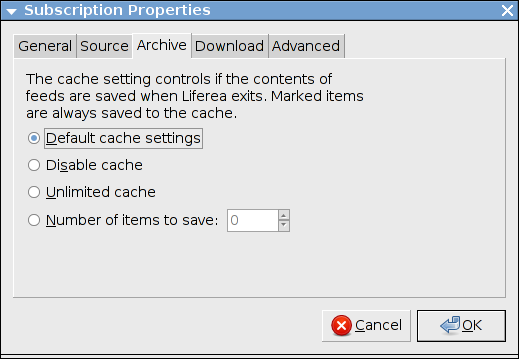 Subscription Properties
General Source Archive Download Advanced
The cache setting controls if the contents of
feeds are saved when Liferea exits. Marked items
are always saved to the cache.
Default cache settings
Disable cache
Unlimited cache
Number of items to save: 0
Cancel OK